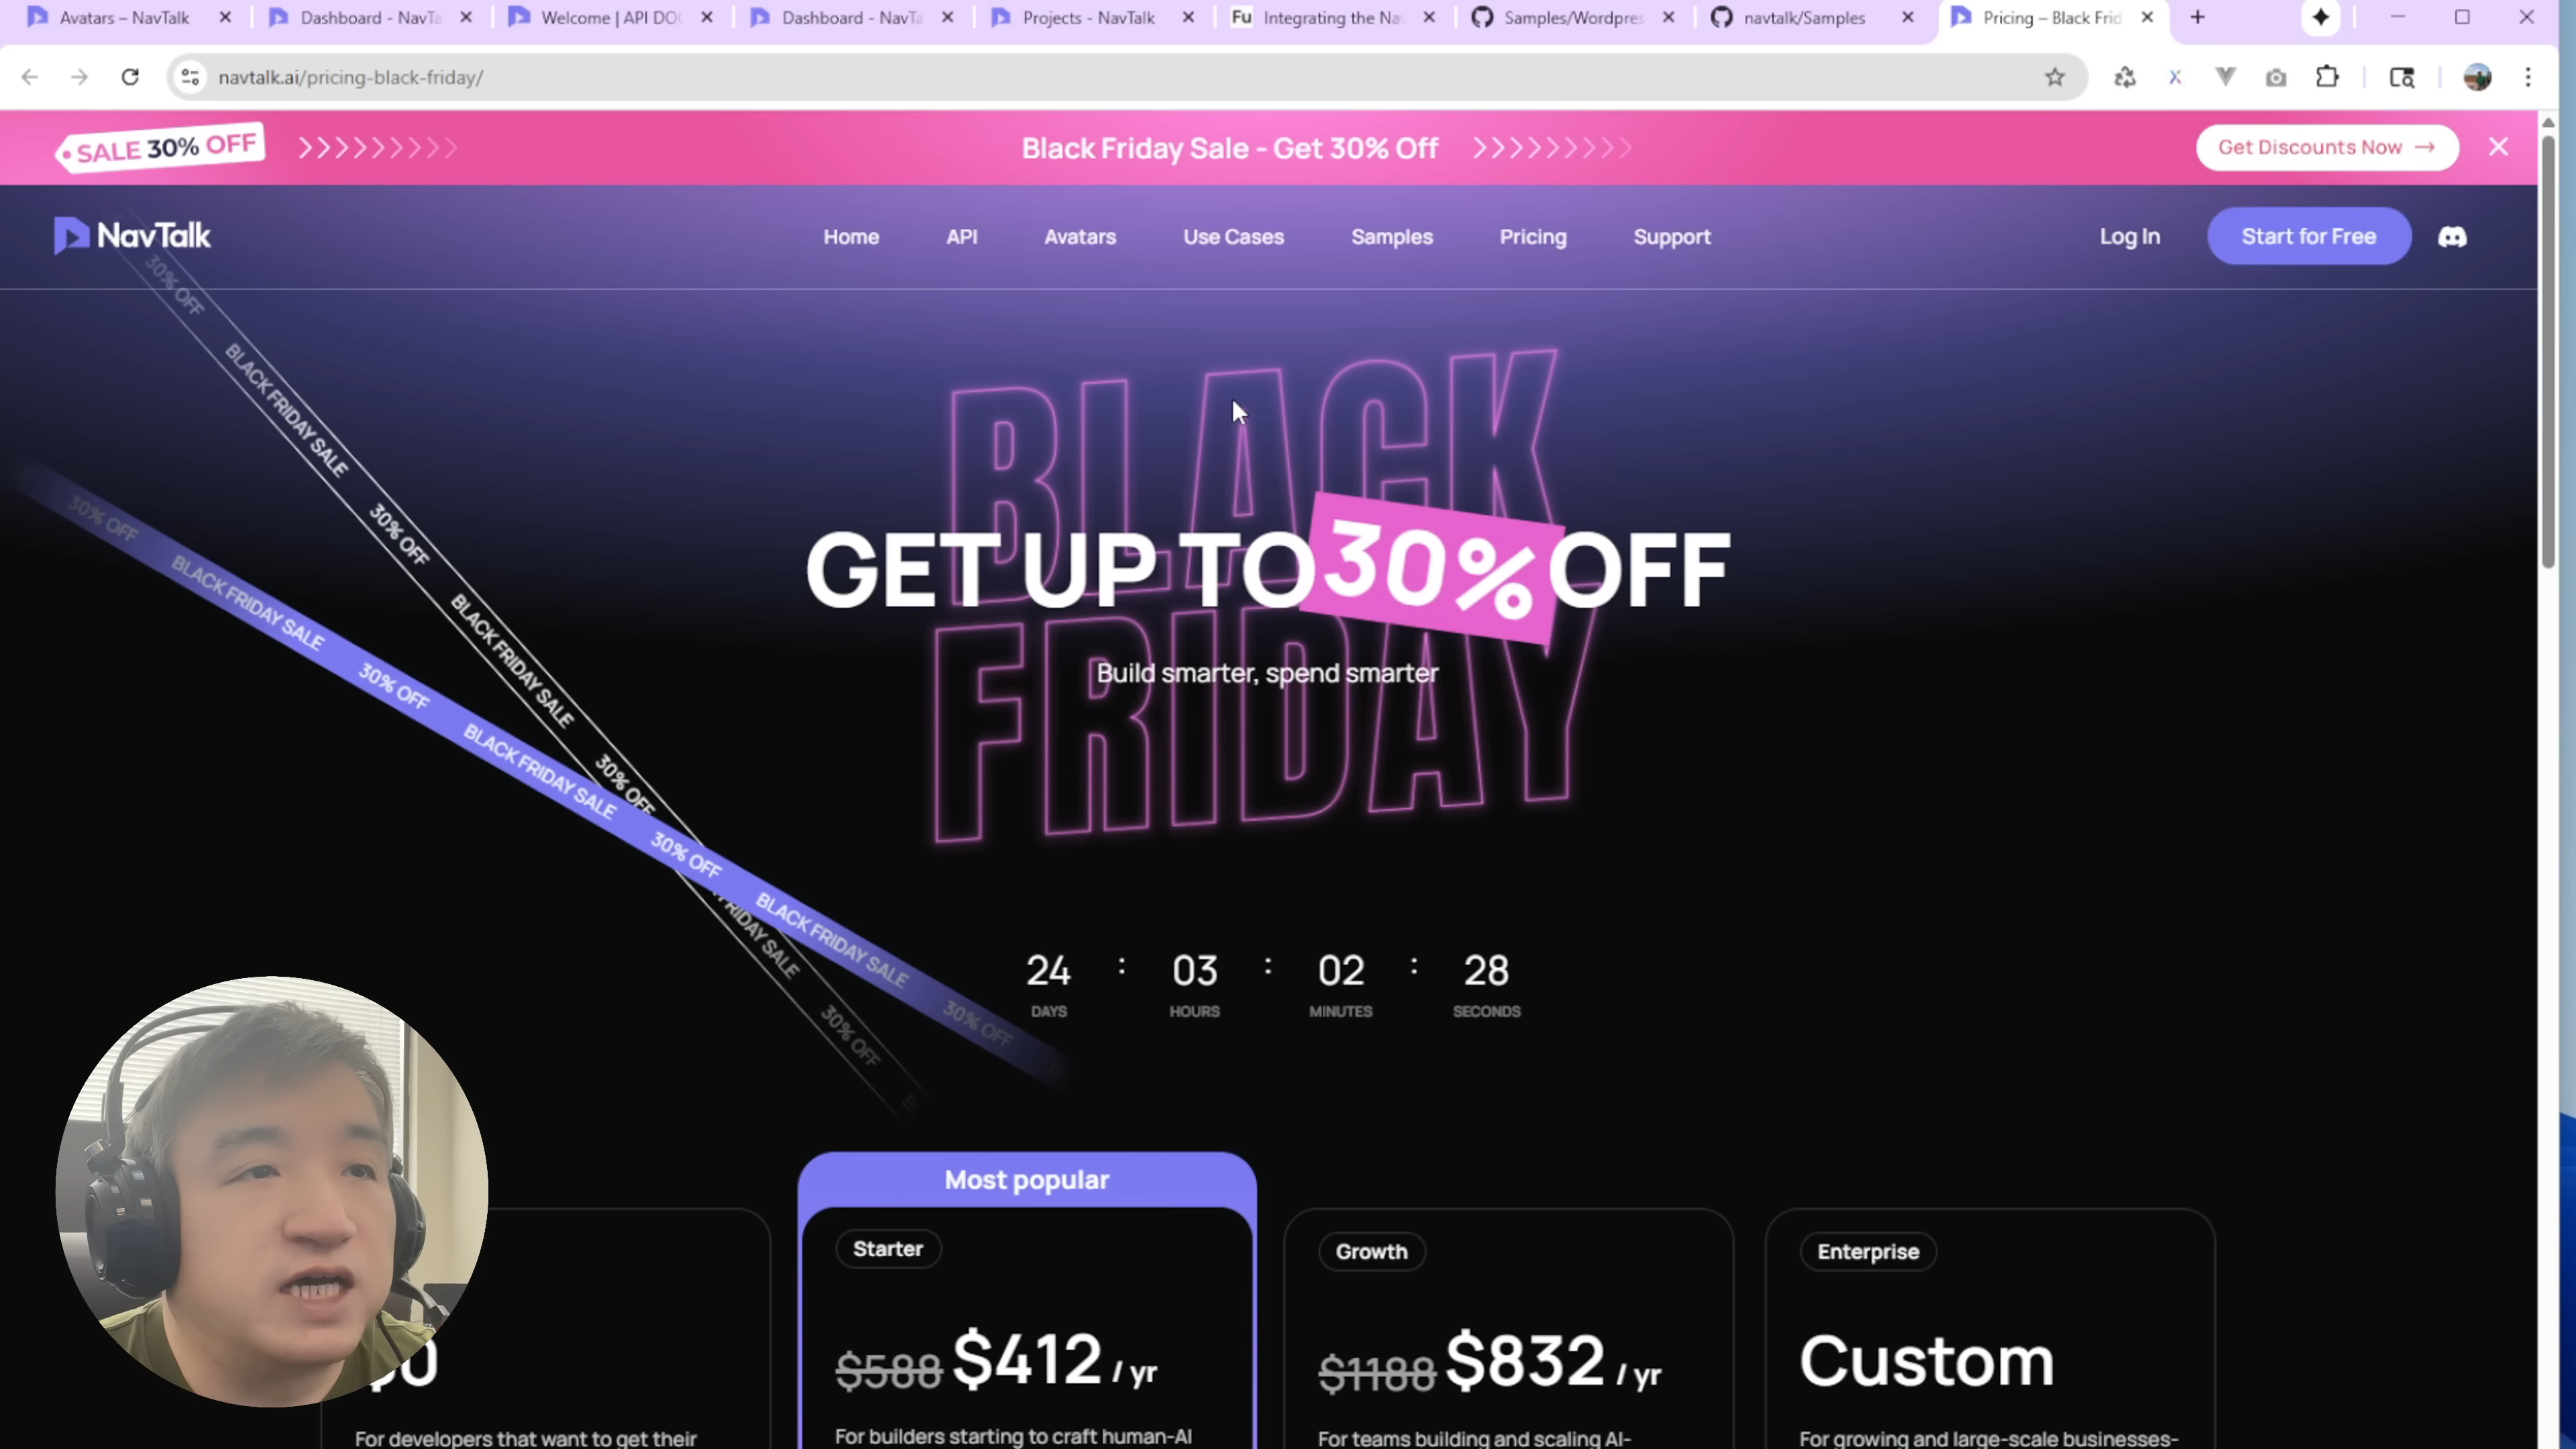 Avatars – NavTalk
Dashboard - NavTa
Welcome | API DO
Dashboard - NavTa
Projects - NavTalk
Fu Integrating the Na
Samples/Wordpres
navtalk/Samples
Pricing – Black Frid
navtalk.ai/pricing-black-friday/
SALE 30% OFF
Black Friday Sale - Get 30% Off
Get Discounts Now →
NavTalk
Home
API
Avatars
Use Cases
Samples
Pricing
Support
Log In
Start for Free
30% OFF BLACK FRIDAY SALE 30% OFF BLACK FRIDAY SALE 30% OFF FRIDAY SALE 30% OFF
30% OFF BLACK FRIDAY SALE 30% OFF BLACK FRIDAY SALE 30% OFF BLACK FRIDAY SALE 30% OFF
BLACK
GET UP TO 30% OFF
Build smarter, spend smarter
FRIDAY
24 : 03 : 02 : 28
DAYS HOURS MINUTES SECONDS
Most popular
Starter
Growth
Enterprise
$0
$588 $412 / yr
$1188 $832 / yr
Custom
For developers that want to get their
For builders starting to craft human-AI
For teams building and scaling AI-
For growing and large-scale businesses-